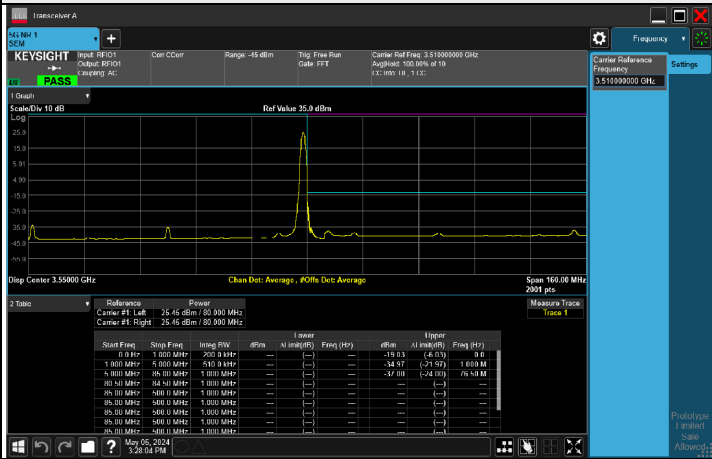 Transceiver A
5G NR 1
SEM
Frequency
KEYSIGHT
Input: RFIO1
Output: RFIO1
Coupling: AC
Corr CCorr
Range: -45 dBm
Trig: Free Run
Gate: FFT
Carrier Ref Freq: 3.510000000 GHz
Avg|Hold: 100.00% of 10
PASS
Carrier Reference
Frequency
3.510000000 GHz
Settings
1 Graph
Scale/Div 10 dB
Ref Value 35.0 dBm
Log
25.0
15.0
5.00
-15.0
-25.0
-35.0
-45.0
-55.0
Disp Center 3.55000 GHz
Chan Det: Average , #Offs Det: Average
Span 160.00 MHz
2001 pts
2 Table
Reference Power
Carrier #1: Left 25.45 dBm / 80.000 MHz
Carrier #1: Right 25.45 dBm / 80.000 MHz
Measure Trace
Trace 1
Lower Upper
Start Freq Stop Freq Integ BW dBm ΔLimit(dB) Freq (Hz) dBm ΔLimit(dB) Freq (Hz)
0.0 Hz 1.000 MHz 200.0 kHz --- (---) --- -19.03 (-6.03) 0.0
1.000 MHz 5.000 MHz 510.0 kHz --- (---) --- -34.97 (-21.97) 1.000 M
5.000 MHz 85.00 MHz 1.000 MHz --- (---) --- -37.00 (-24.00) 76.50 M
80.50 MHz 84.50 MHz 1.000 MHz --- (---) --- --- (---) ---
85.00 MHz 500.0 MHz 1.000 MHz --- (---) --- --- (---) ---
85.00 MHz 500.0 MHz 1.000 MHz --- (---) --- --- (---) ---
85.00 MHz 500.0 MHz 1.000 MHz --- (---) --- --- (---) ---
85.00 MHz 500.0 MHz 1.000 MHz --- (---) --- --- (---) ---
May 05, 2024
3:28:04 PM
Prototype
Limited
Sale
Allowed